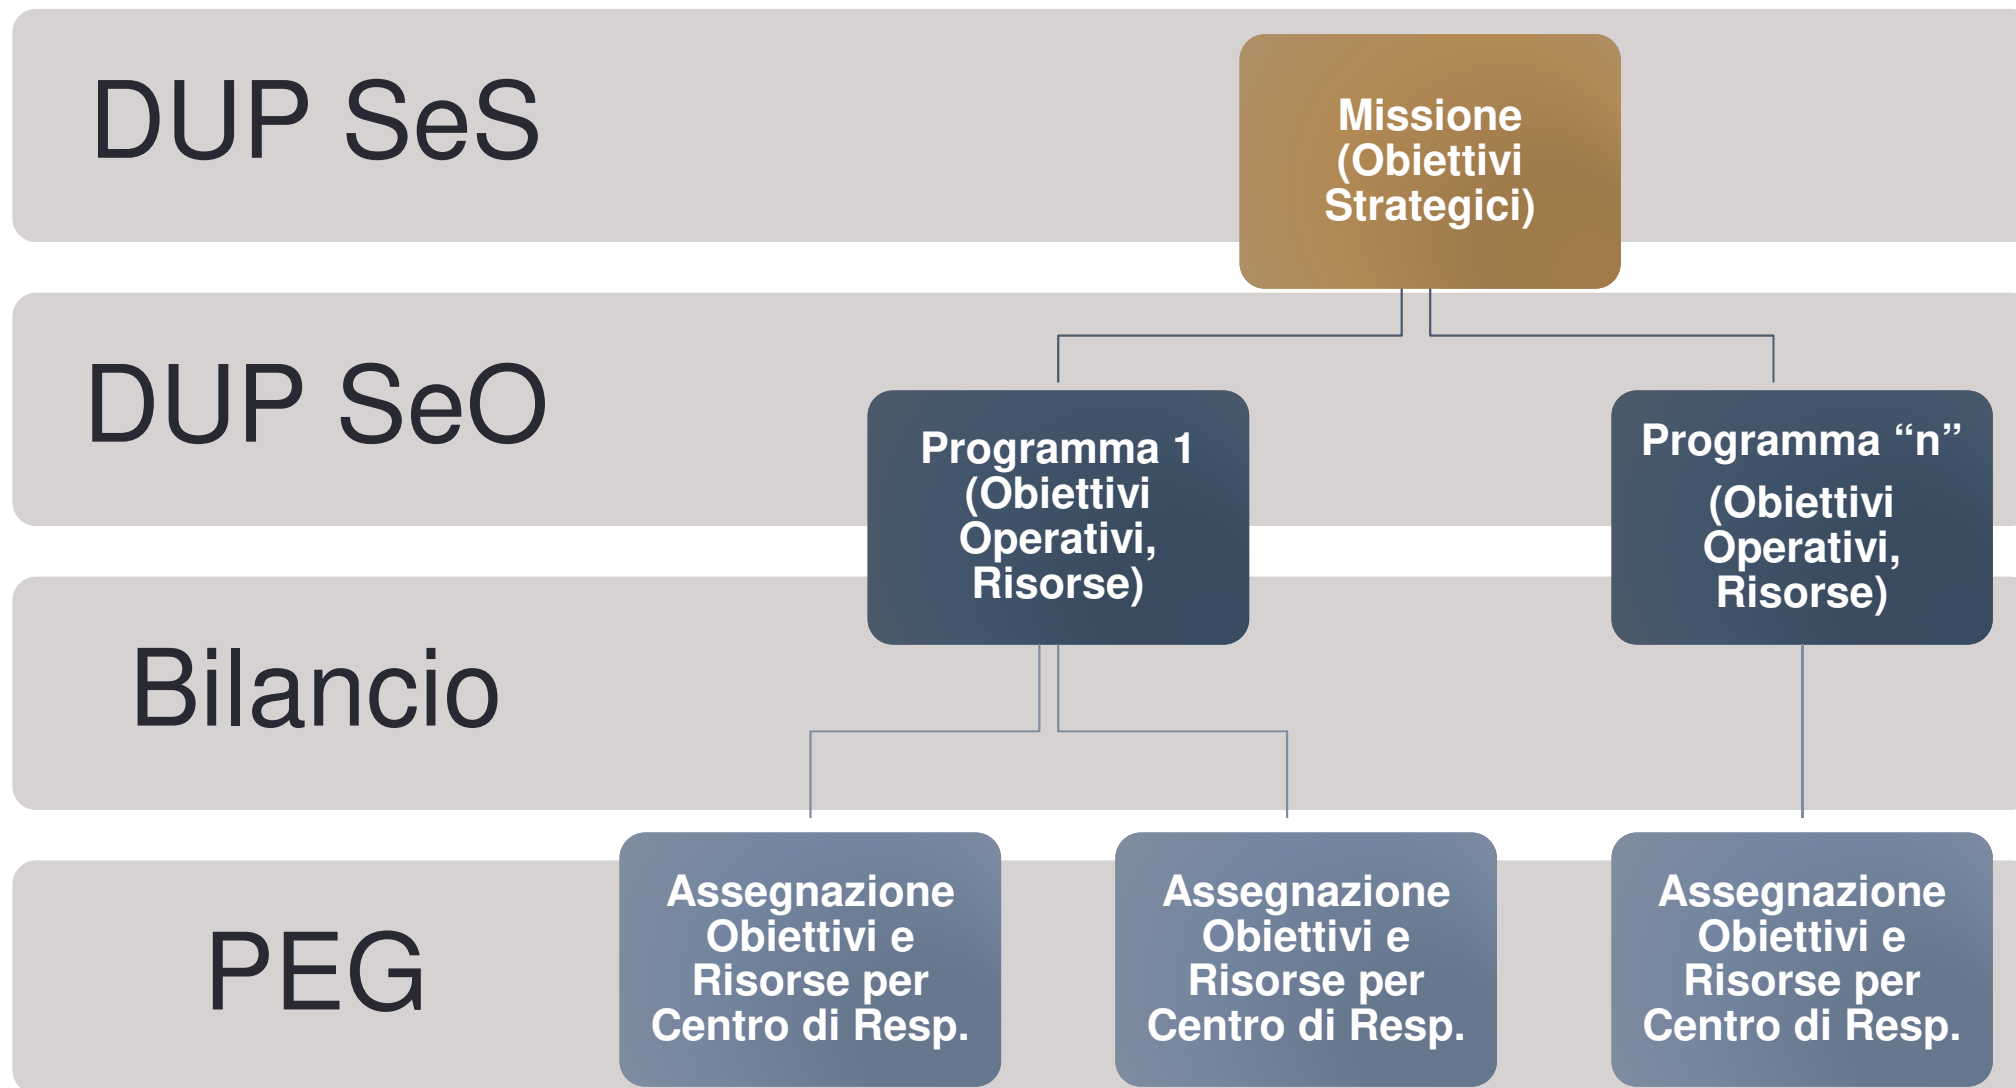 DUP SeS
Missione
(Obiettivi
Strategici)
DUP SeO
Programma 1
(Obiettivi
Operativi,
Risorse)
Programma “n”
(Obiettivi
Operativi,
Risorse)
Bilancio
PEG
Assegnazione
Obiettivi e
Risorse per
Centro di Resp.
Assegnazione
Obiettivi e
Risorse per
Centro di Resp.
Assegnazione
Obiettivi e
Risorse per
Centro di Resp.